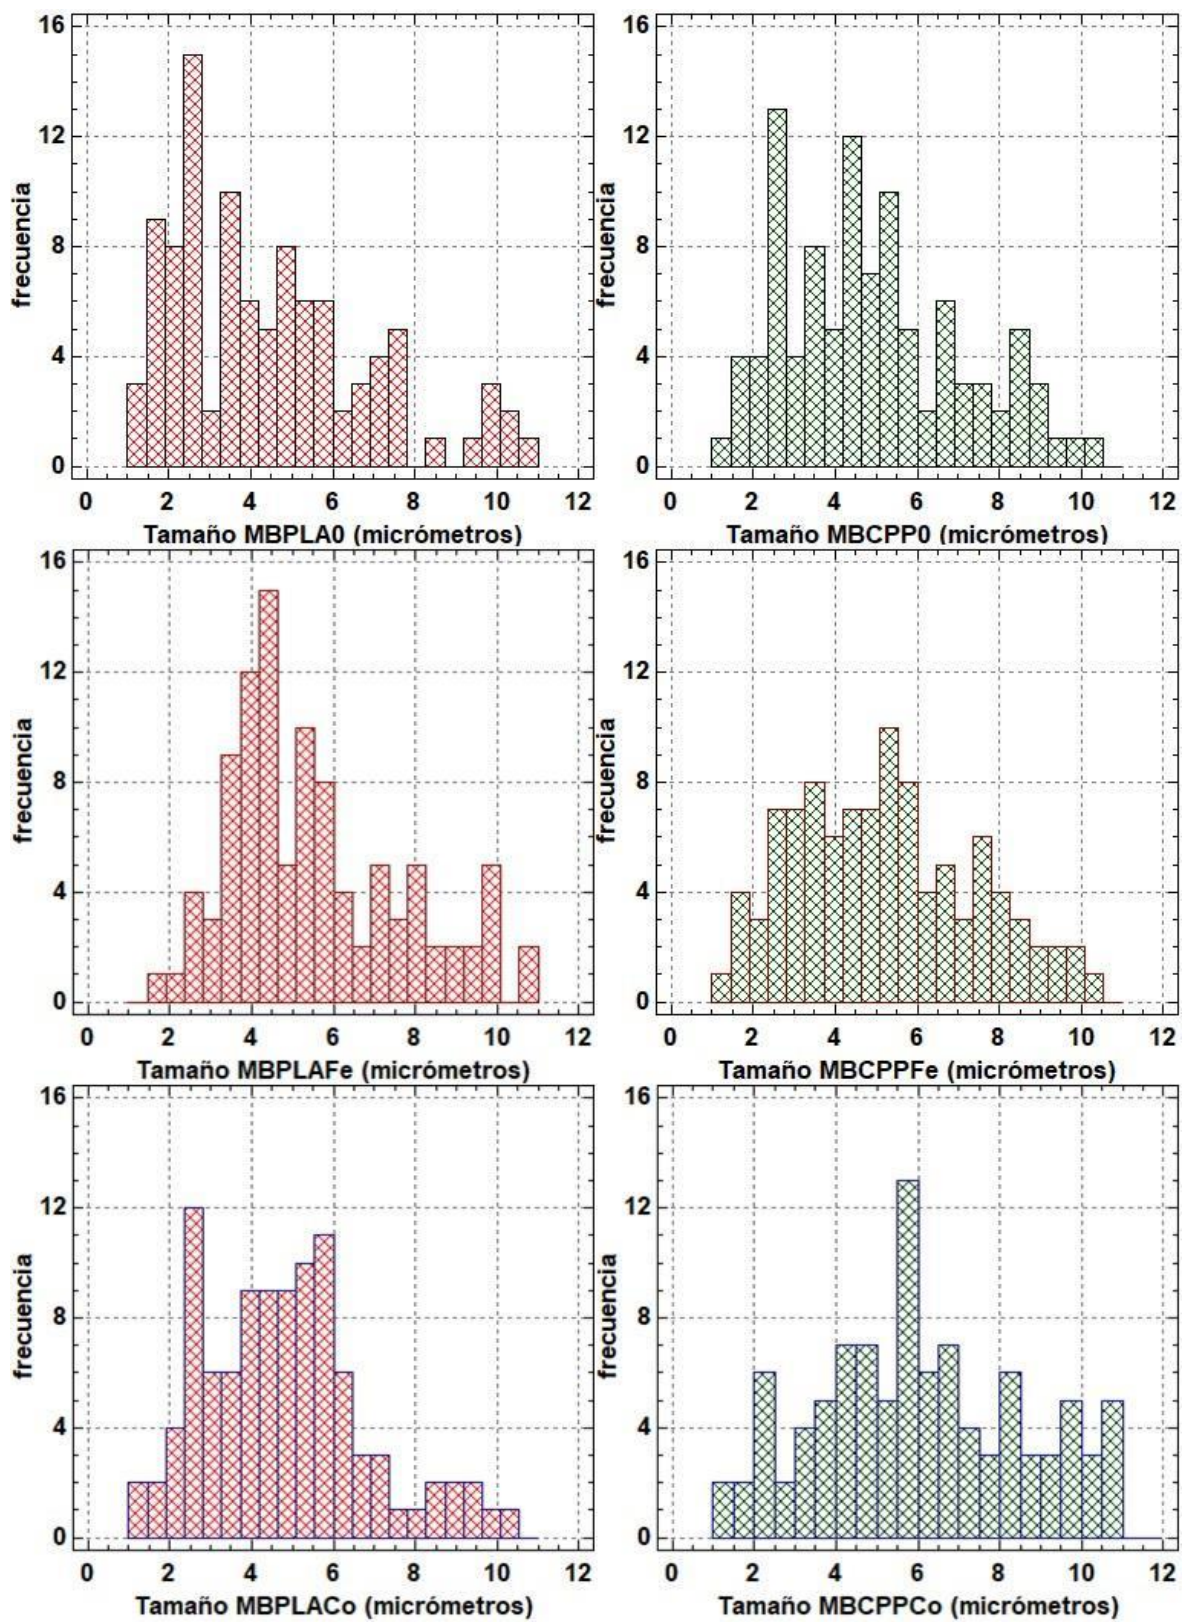 16
12
8
4
0
frecuencia
0 2 4 6 8 10 12
Tamaño MBPLA0 (micrómetros)
16
12
8
4
0
frecuencia
0 2 4 6 8 10 12
Tamaño MBCPP0 (micrómetros)
16
12
8
4
0
frecuencia
0 2 4 6 8 10 12
Tamaño MBPLAFe (micrómetros)
16
12
8
4
0
frecuencia
0 2 4 6 8 10 12
Tamaño MBCPPFe (micrómetros)
16
12
8
4
0
frecuencia
0 2 4 6 8 10 12
Tamaño MBPLACo (micrómetros)
16
12
8
4
0
frecuencia
0 2 4 6 8 10 12
Tamaño MBCPPCo (micrómetros)